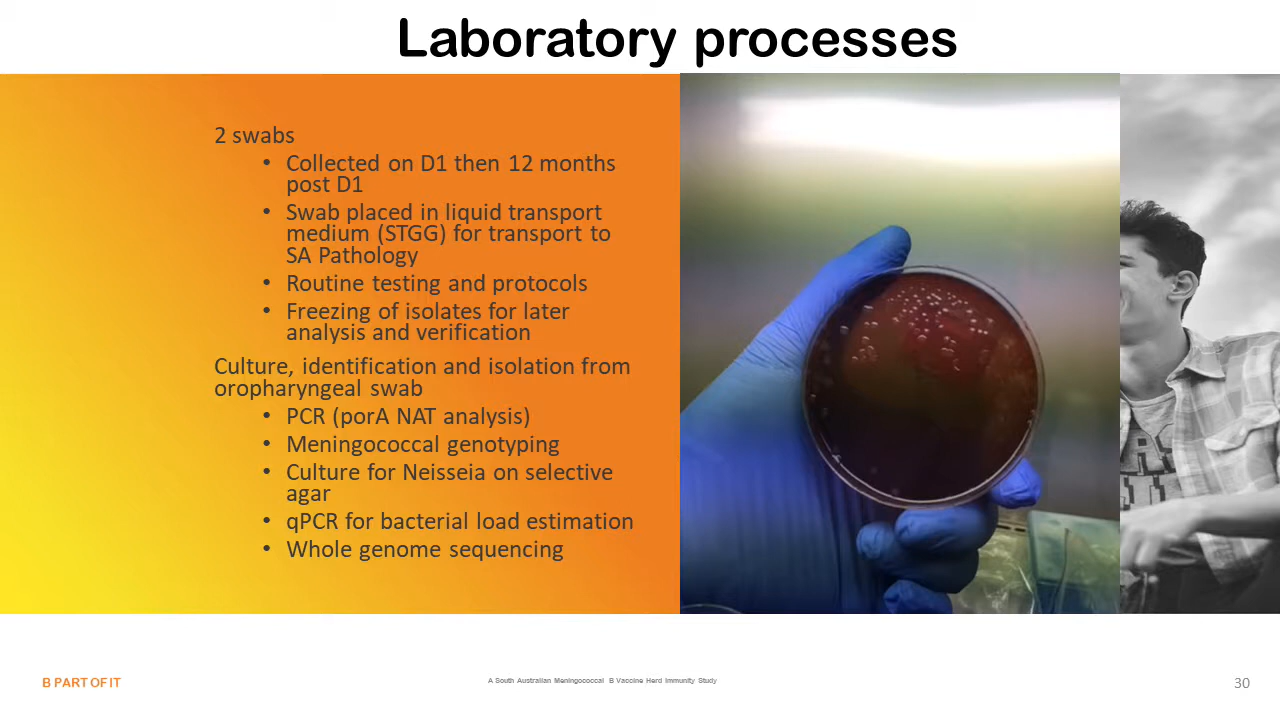 Laboratory processes
2 swabs
• Collected on D1 then 12 months
post D1
• Swab placed in liquid transport
medium (STGG) for transport to
SA Pathology
• Routine testing and protocols
• Freezing of isolates for later
analysis and verification
Culture, identification and isolation from
oropharyngeal swab
• PCR (porA NAT analysis)
• Meningococcal genotyping
• Culture for Neisseia on selective
agar
• qPCR for bacterial load estimation
• Whole genome sequencing
B PART OF IT
A South Australian Meningococcal B Vaccine Herd Immunity Study
30